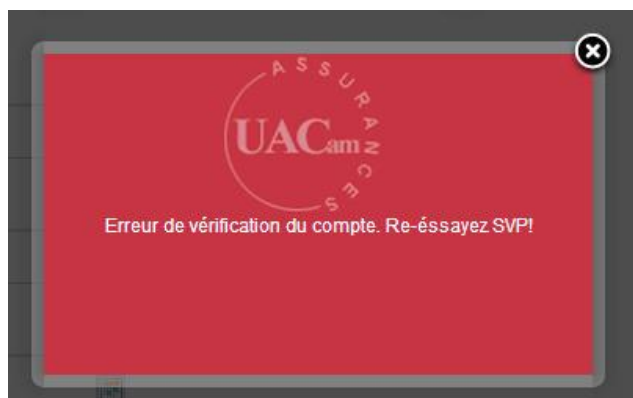 ASSURANCES
UACam
Erreur de vérification du compte. Re-éssayez SVP!